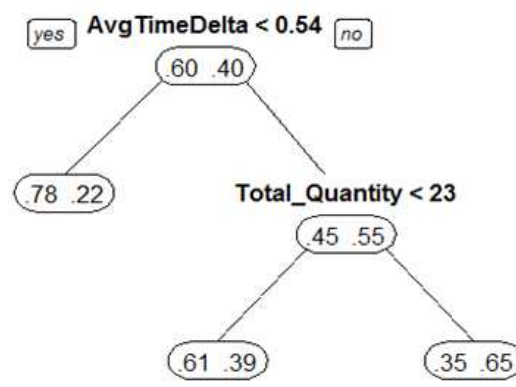 yes AvgTimeDelta < 0.54 no
.60 .40
.78 .22
Total_Quantity < 23
.45 .55
.61 .39
.35 .65